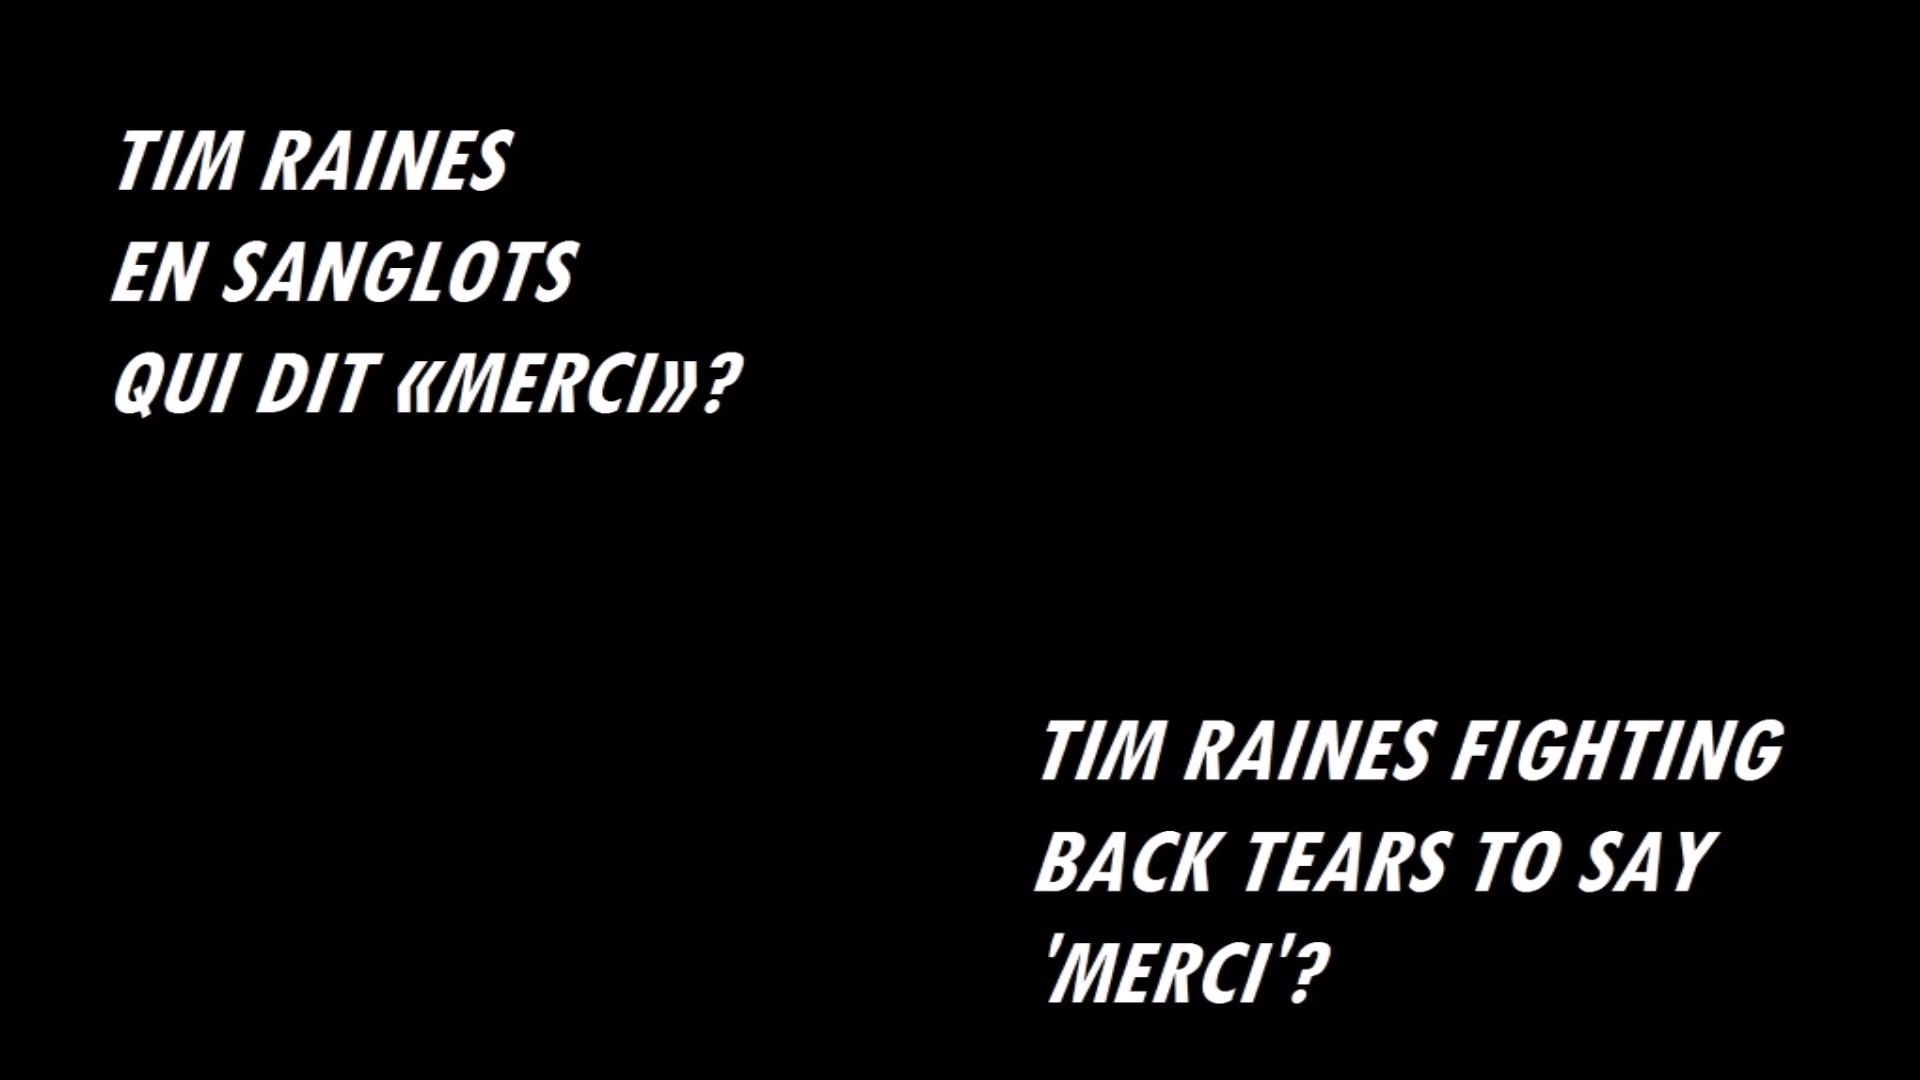 TIM RAINES
EN SANGLOTS
QUI DIT «MERCI»?
TIM RAINES FIGHTING
BACK TEARS TO SAY
'MERCI'?